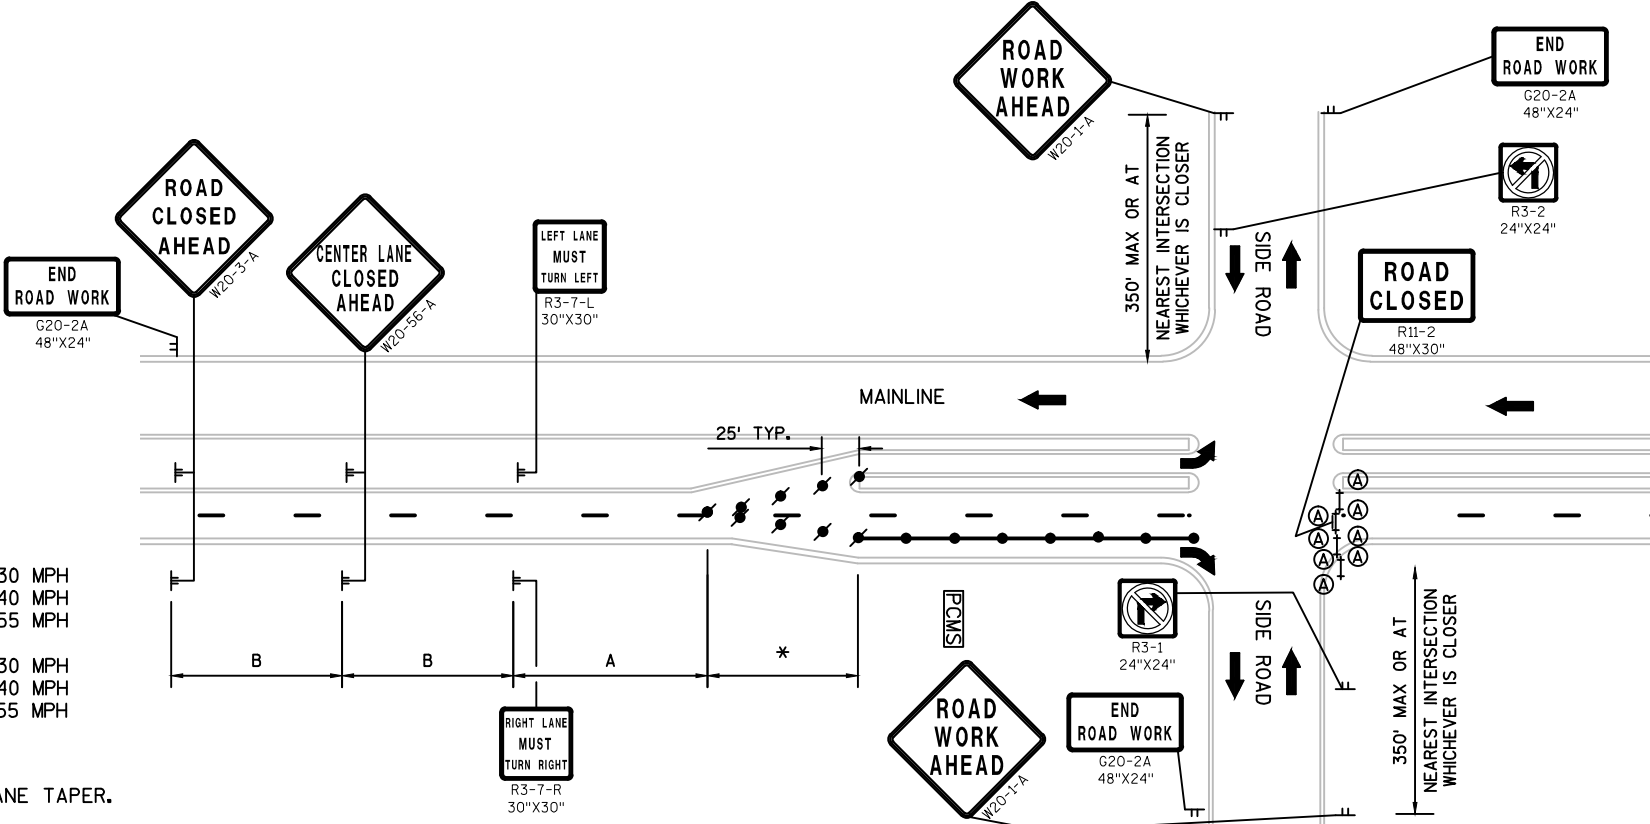 ROAD
WORK
AHEAD
W20-1-A
END
ROAD WORK
G20-2A
48"X24"
350' MAX OR AT
NEAREST INTERSECTION
WHICHEVER IS CLOSER
R3-2
24"X24"
SIDE ROAD
ROAD
CLOSED
R11-2
48"X30"
ROAD
CLOSED
AHEAD
W20-3-A
END
ROAD WORK
G20-2A
48"X24"
CENTER LANE
CLOSED
AHEAD
W20-56-A
LEFT LANE
MUST
TURN LEFT
R3-7-L
30"X30"
MAINLINE
25' TYP.
A
A
A
A
A
A
A
A
30 MPH
40 MPH
55 MPH
30 MPH
40 MPH
55 MPH
B
B
A
*
RIGHT LANE
MUST
TURN RIGHT
R3-7-R
30"X30"
PCMS
R3-1
24"X24"
SIDE ROAD
350' MAX OR AT
NEAREST INTERSECTION
WHICHEVER IS CLOSER
ROAD
WORK
AHEAD
W20-1-A
END
ROAD WORK
G20-2A
48"X24"
ANE TAPER.